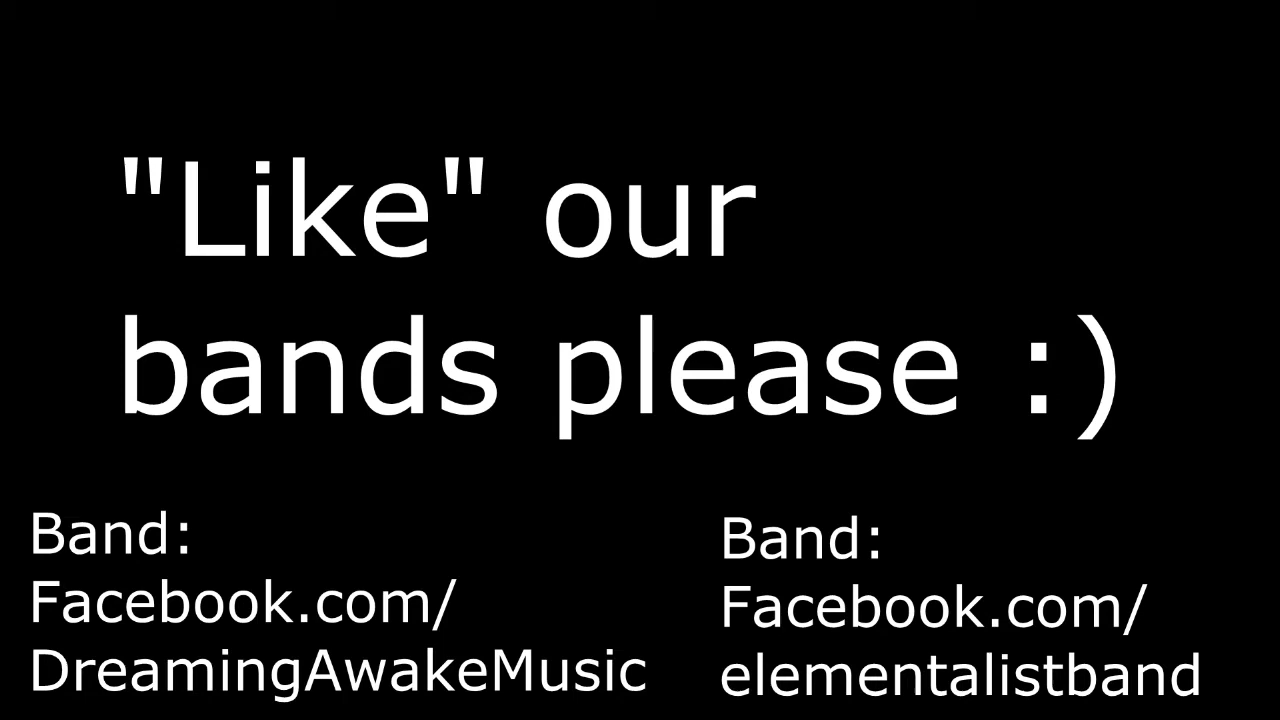 "Like" our
bands please :)
Band:
Facebook.com/
DreamingAwakeMusic
Band:
Facebook.com/
elementalistband